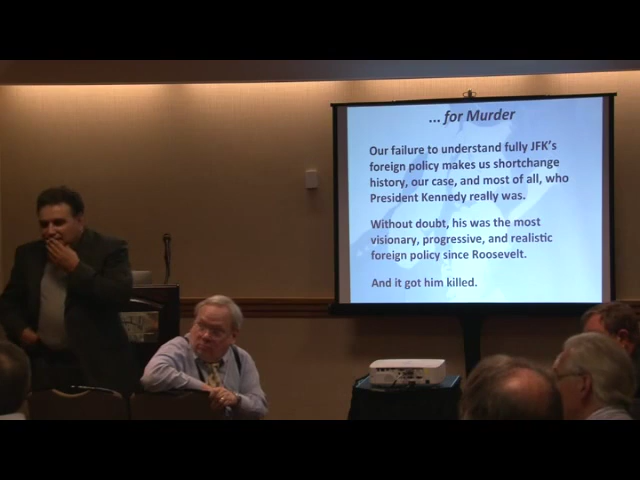 ... for Murder
Our failure to understand fully JFK's
foreign policy makes us shortchange
history, our case, and most of all, who
President Kennedy really was.
Without doubt, his was the most
visionary, progressive, and realistic
foreign policy since Roosevelt.
And it got him killed.